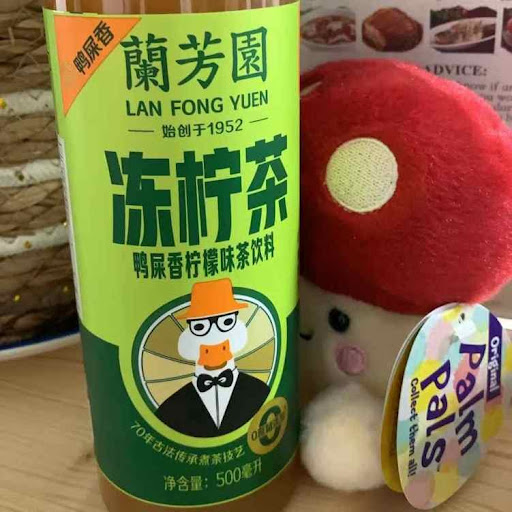 鸭屎香
蘭芳園
LAN FONG YUEN
始创于1952
冻柠茶
鸭屎香柠檬味茶饮料
70年古法传承煮茶技艺
净含量：500毫升
ADVICE:
Original
Palm
Pals
Collect them all!